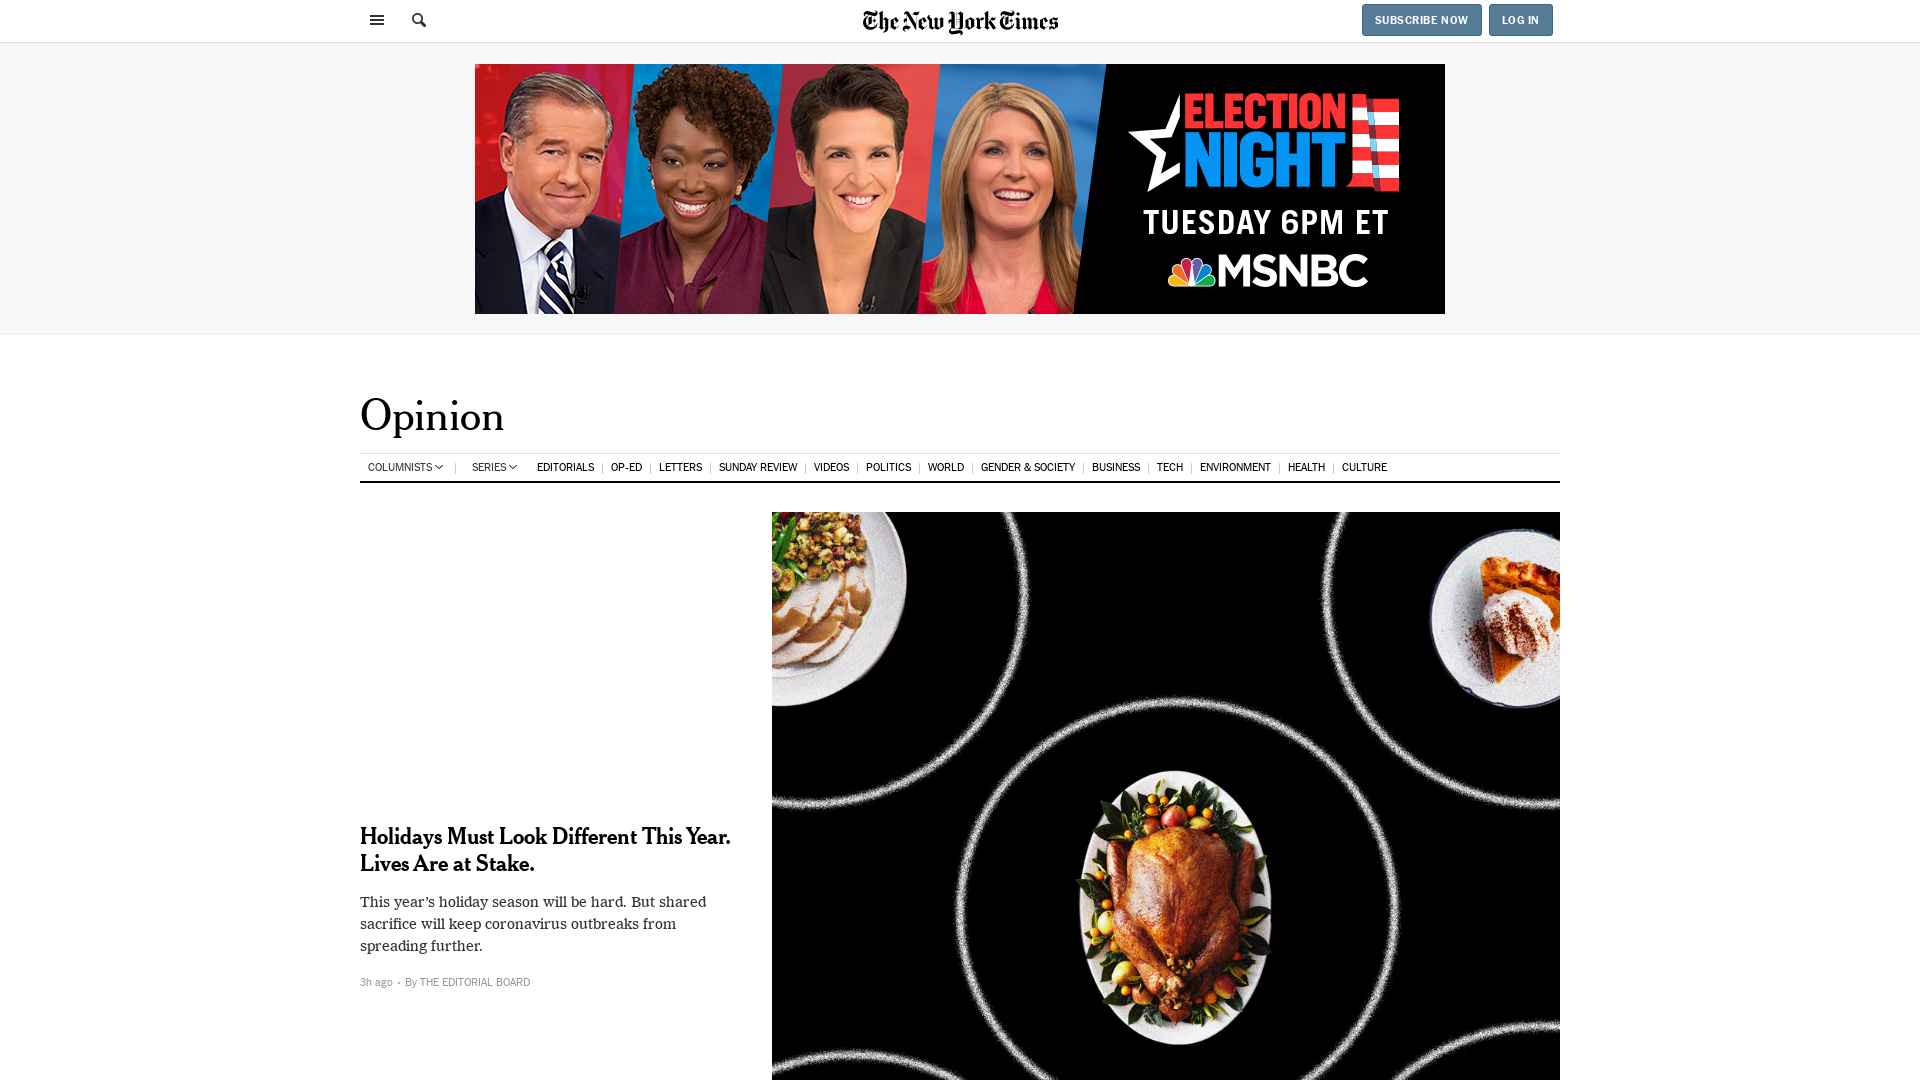 The New York Times
SUBSCRIBE NOW
LOG IN
ELECTION
NIGHT
TUESDAY 6PM ET
MSNBC
Opinion
COLUMNISTS SERIES EDITORIALS OP-ED LETTERS SUNDAY REVIEW VIDEOS POLITICS WORLD GENDER & SOCIETY BUSINESS TECH ENVIRONMENT HEALTH CULTURE
Holidays Must Look Different This Year.
Lives Are at Stake.
This year’s holiday season will be hard. But shared
sacrifice will keep coronavirus outbreaks from
spreading further.
3h ago · By THE EDITORIAL BOARD